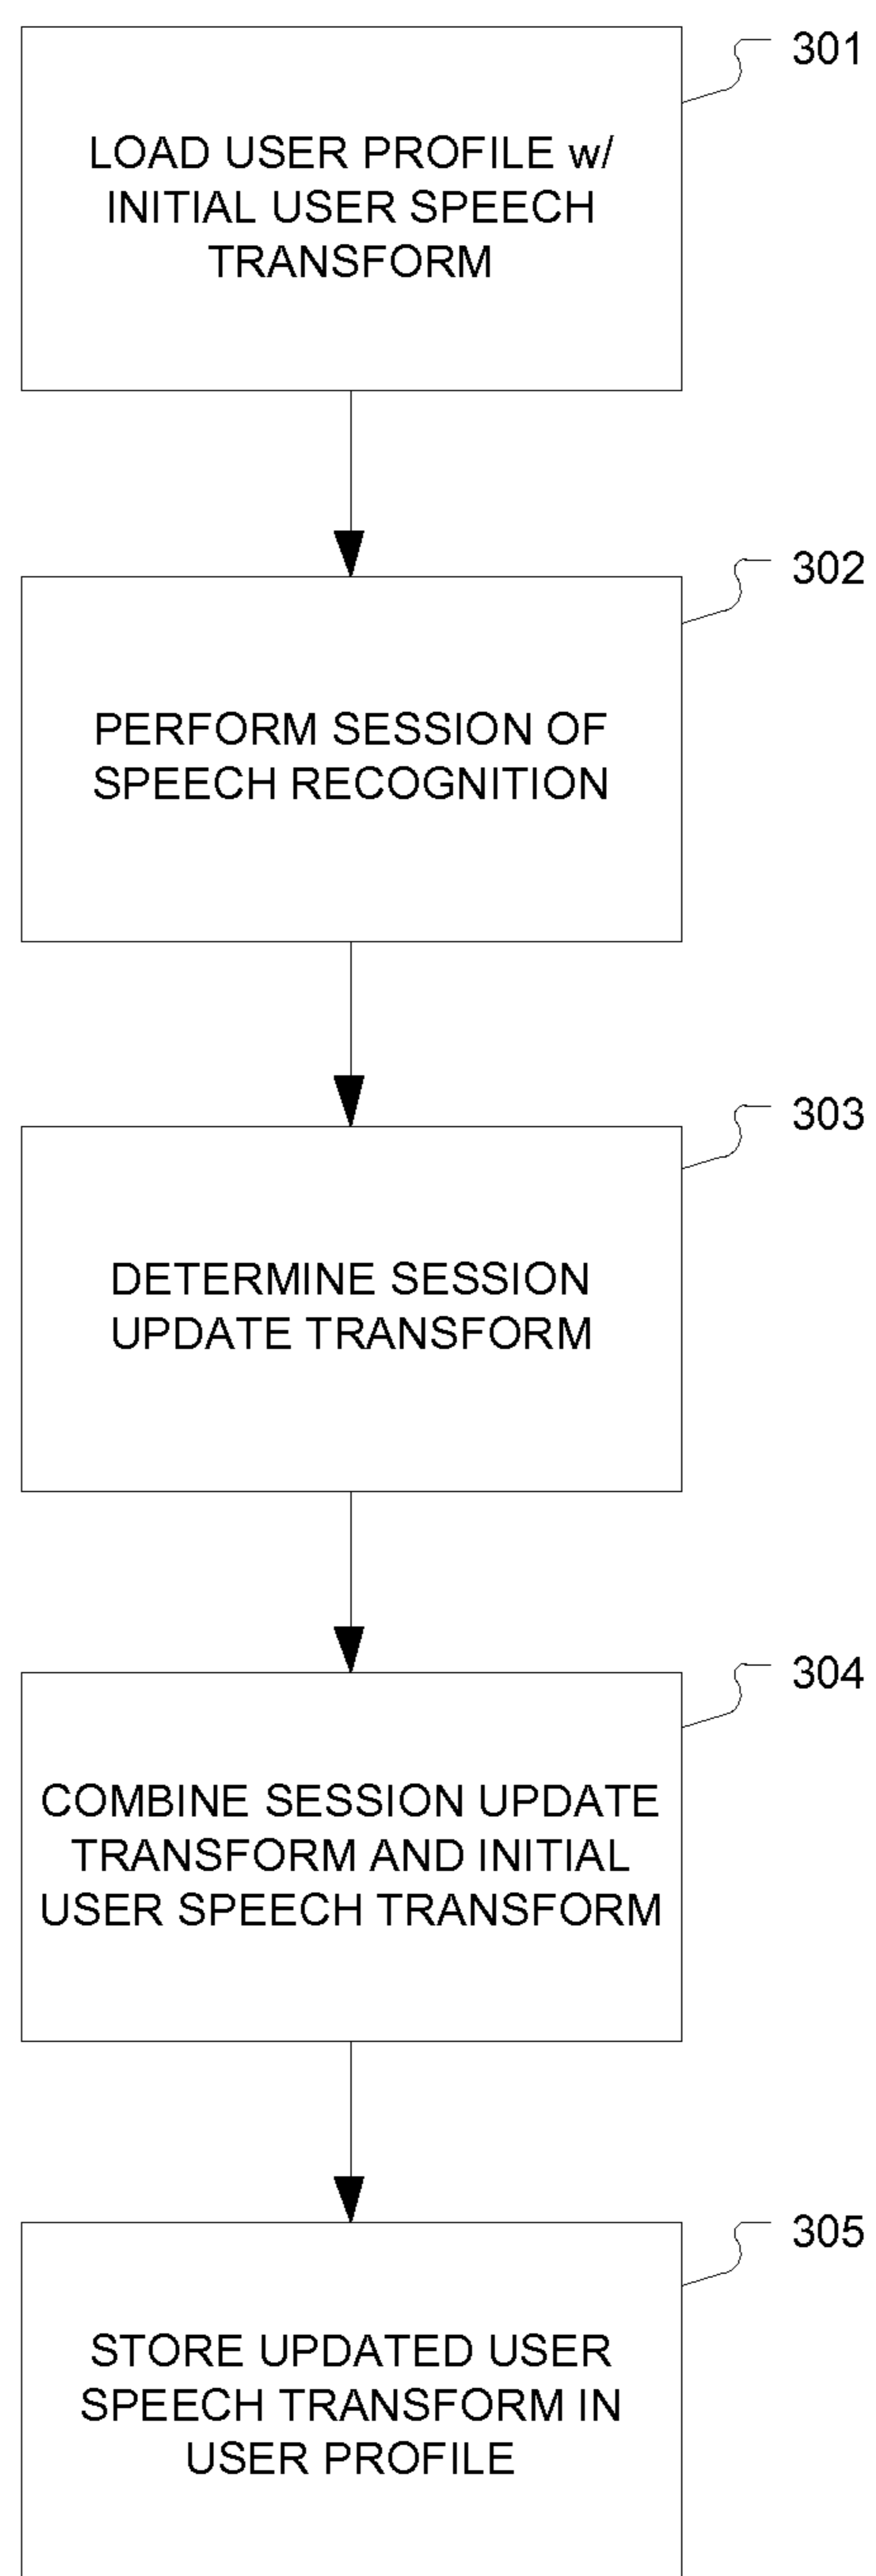 301
LOAD USER PROFILE w/
INITIAL USER SPEECH
TRANSFORM
302
PERFORM SESSION OF
SPEECH RECOGNITION
303
DETERMINE SESSION
UPDATE TRANSFORM
304
COMBINE SESSION UPDATE
TRANSFORM AND INITIAL
USER SPEECH TRANSFORM
305
STORE UPDATED USER
SPEECH TRANSFORM IN
USER PROFILE